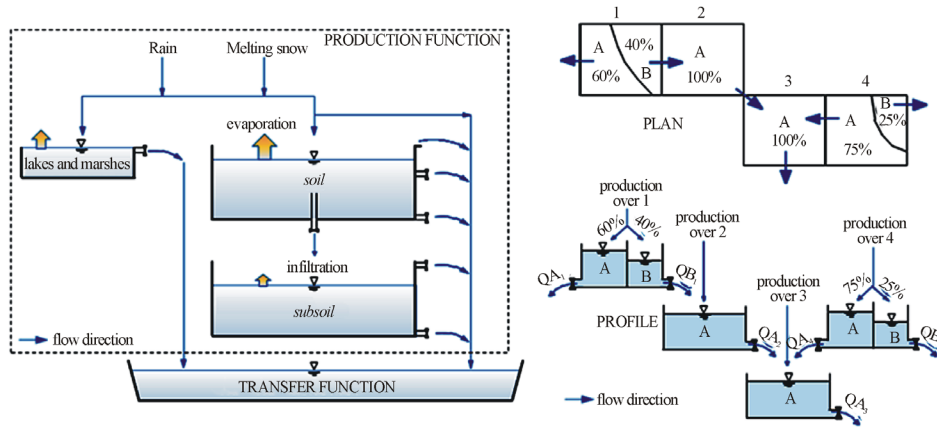 PRODUCTION FUNCTION
Rain
Melting snow
evaporation
lakes and marshes
soil
infiltration
subsoil
flow direction
TRANSFER FUNCTION
1
2
A
40%
60%
B
A
100%
3
4
PLAN
A
100%
A
75%
B
25%
production
over 1
60%
40%
production
over 2
QA₁
A
B
QB₁
production
over 3
production
over 4
75%
25%
PROFILE
A
QA₂
QA₄
A
B
flow direction
A
QA₃